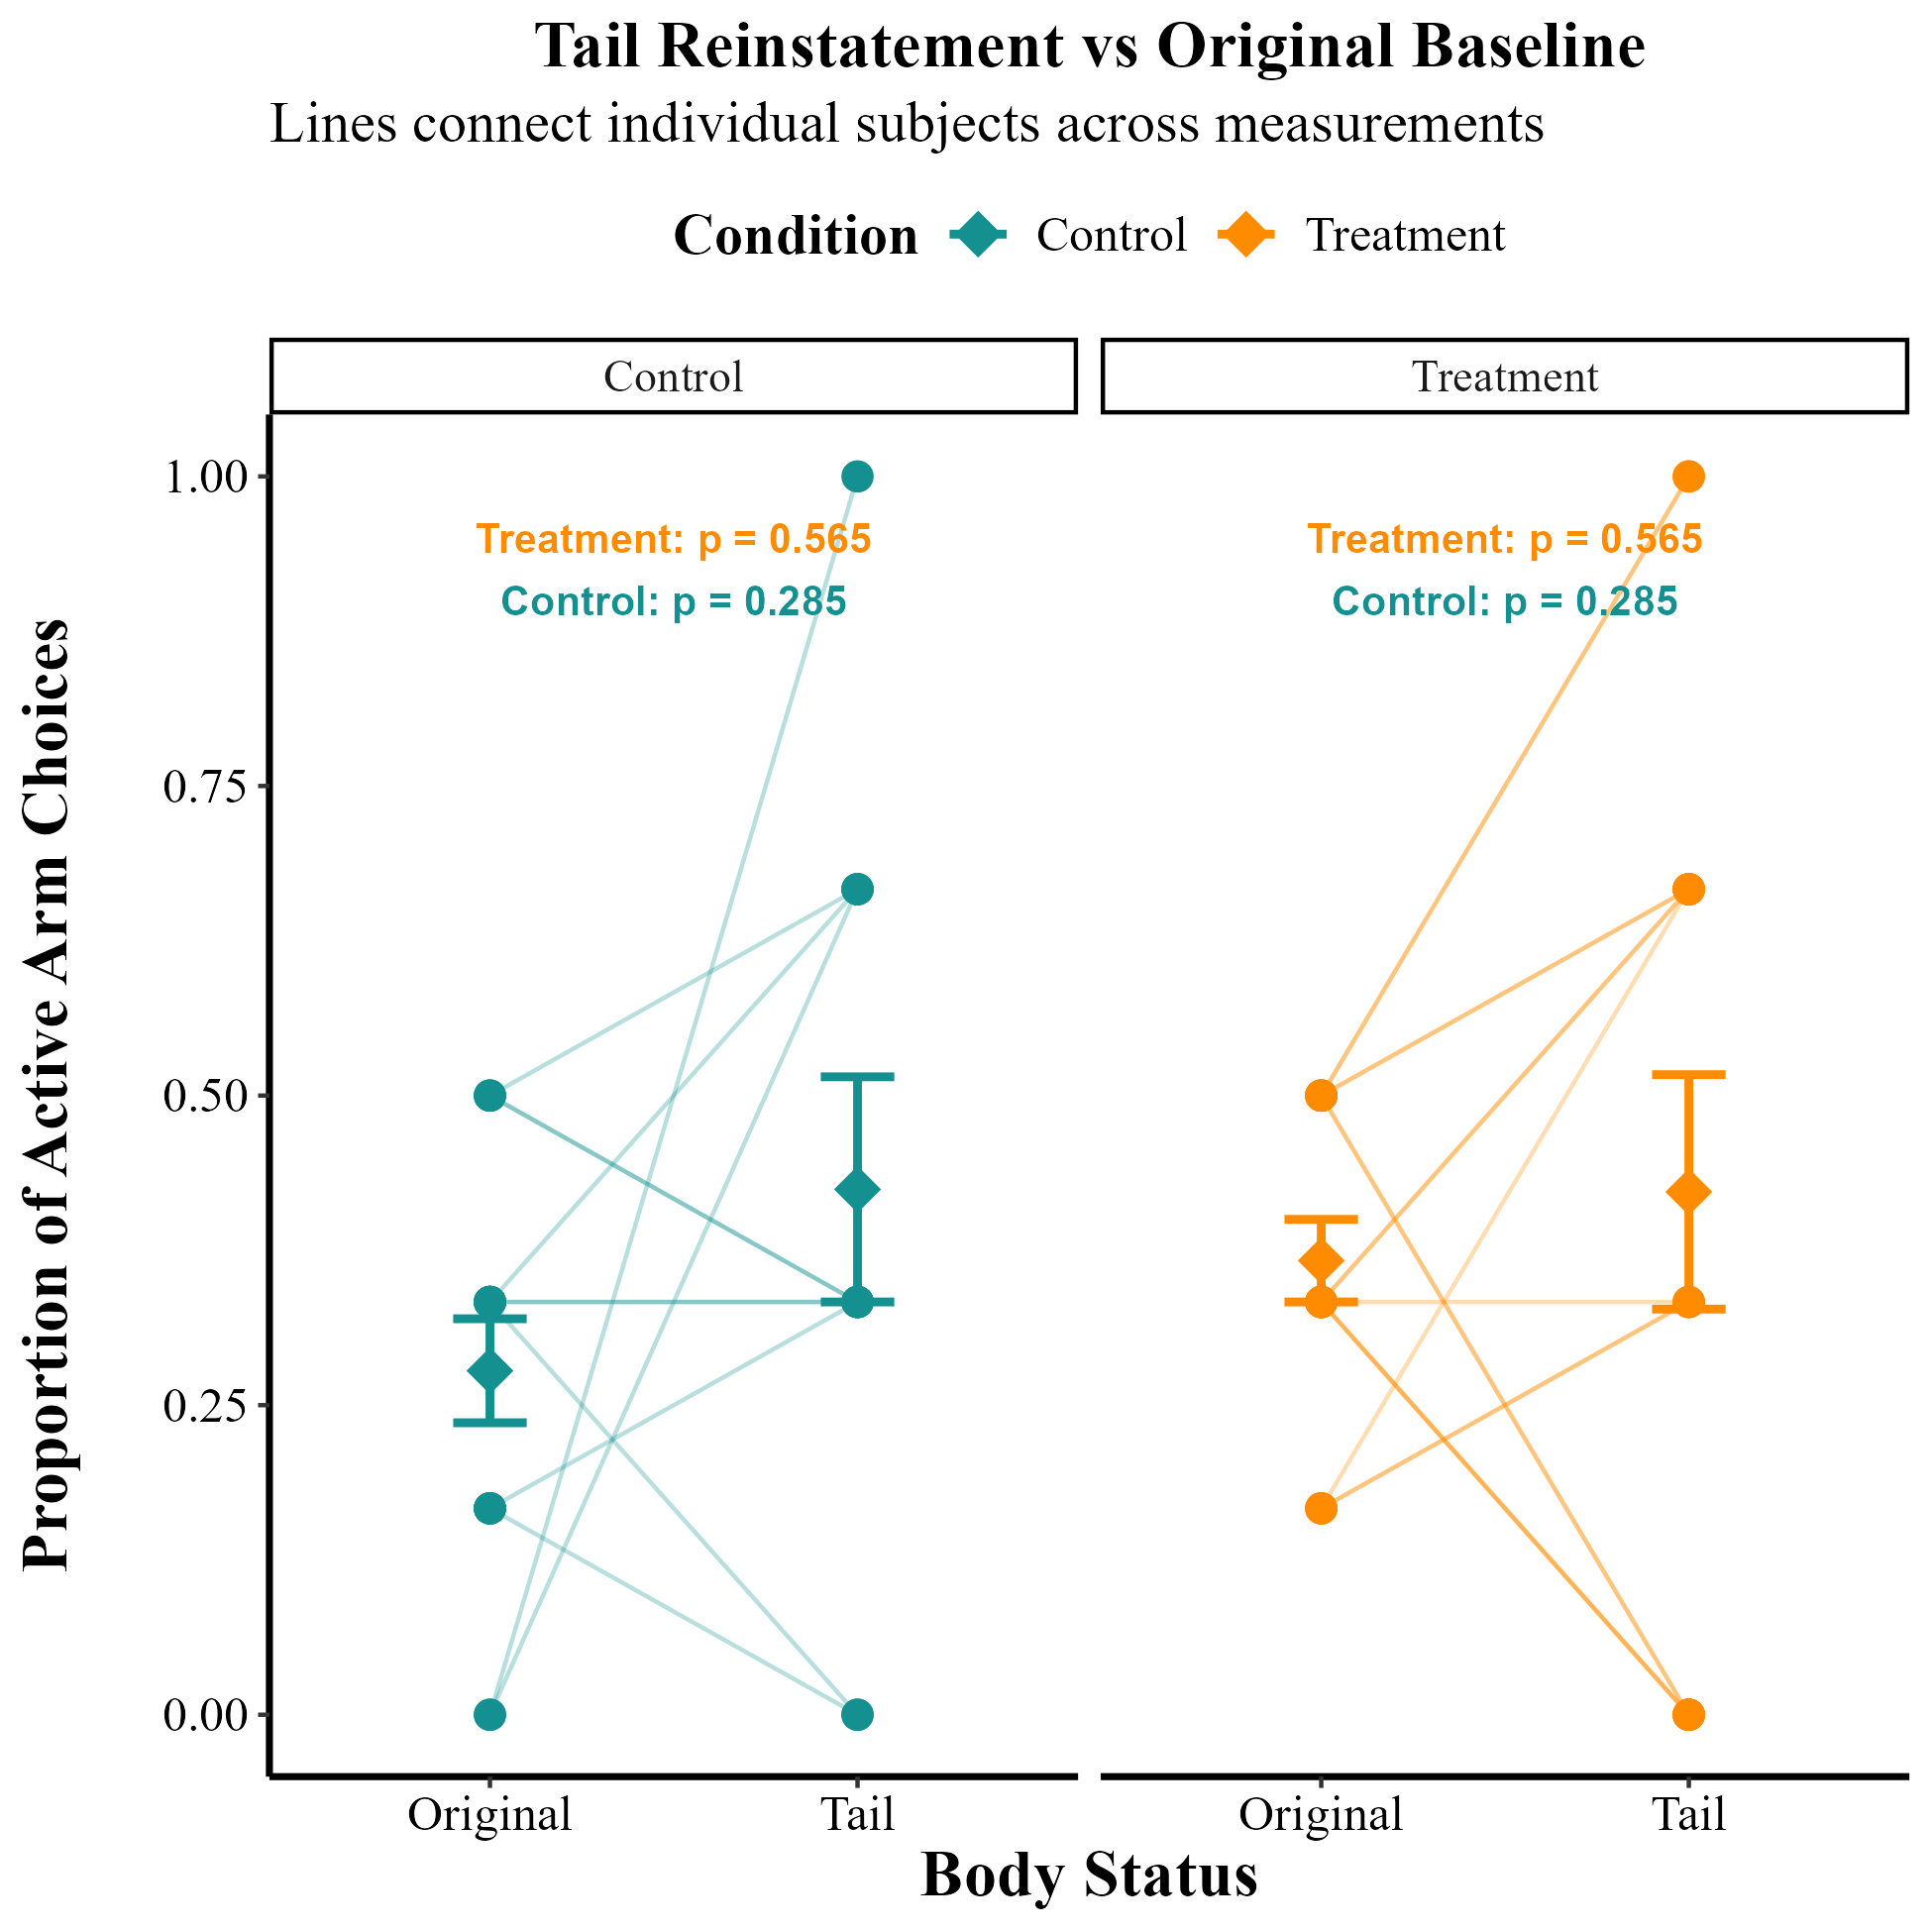 Tail Reinstatement vs Original Baseline
Lines connect individual subjects across measurements
Condition Control Treatment
Control Treatment
Proportion of Active Arm Choices
1.00
0.75
0.50
0.25
0.00
Treatment: p = 0.565
Control: p = 0.285
Treatment: p = 0.565
Control: p = 0.285
Original Tail Original Tail
Body Status